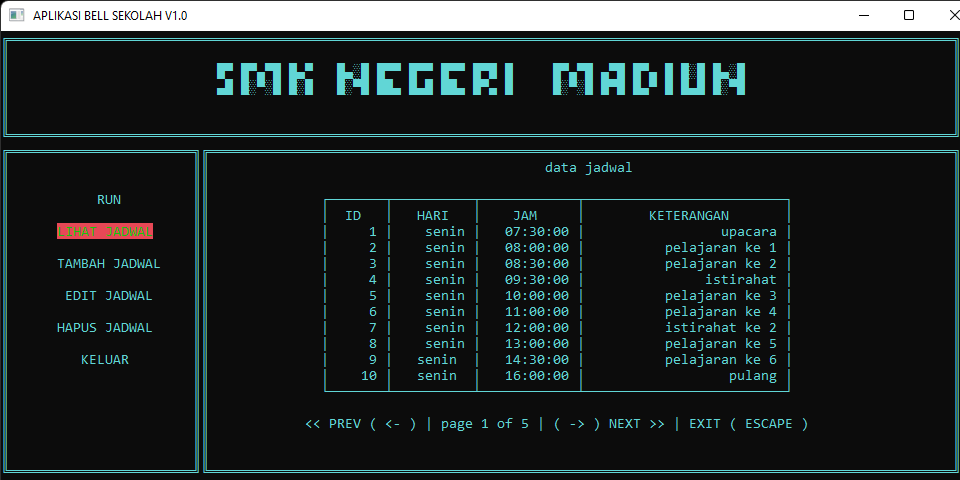 APLIKASI BELL SEKOLAH V1.0
SMK NEGERI MADIUN
RUN
LIHAT JADWAL
TAMBAH JADWAL
EDIT JADWAL
HAPUS JADWAL
KELUAR
data jadwal
ID HARI JAM KETERANGAN
1 senin 07:30:00 upacara
2 senin 08:00:00 pelajaran ke 1
3 senin 08:30:00 pelajaran ke 2
4 senin 09:30:00 istirahat
5 senin 10:00:00 pelajaran ke 3
6 senin 11:00:00 pelajaran ke 4
7 senin 12:00:00 istirahat ke 2
8 senin 13:00:00 pelajaran ke 5
9 senin 14:30:00 pelajaran ke 6
10 senin 16:00:00 pulang
<< PREV ( <- ) | page 1 of 5 | ( -> ) NEXT >> | EXIT ( ESCAPE )